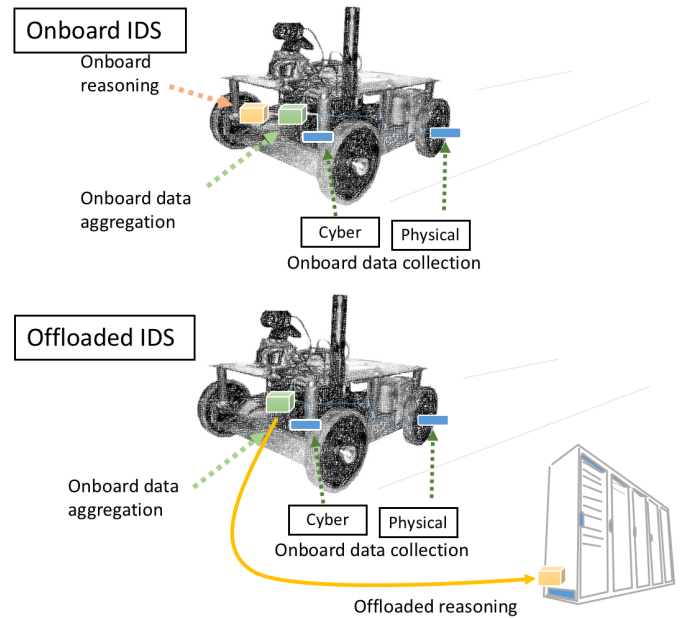 Onboard IDS
Onboard
reasoning
Onboard data
aggregation
Cyber
Physical
Onboard data collection
Offloaded IDS
Onboard data
aggregation
Cyber
Physical
Onboard data collection
Offloaded reasoning